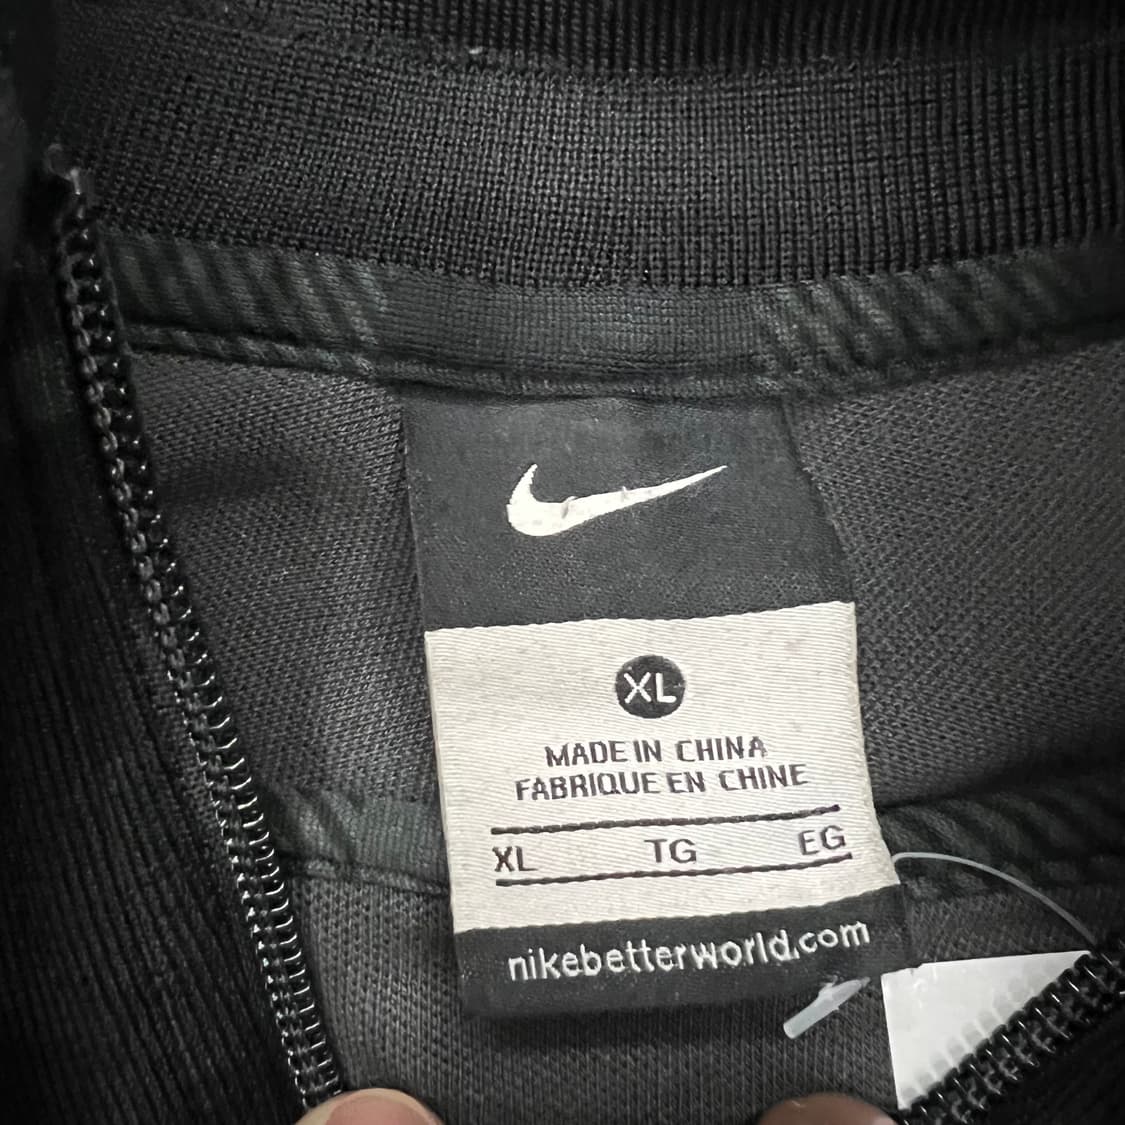 XL
MADE IN CHINA
FABRIQUE EN CHINE
XL TG EG
nikebetterworld.com